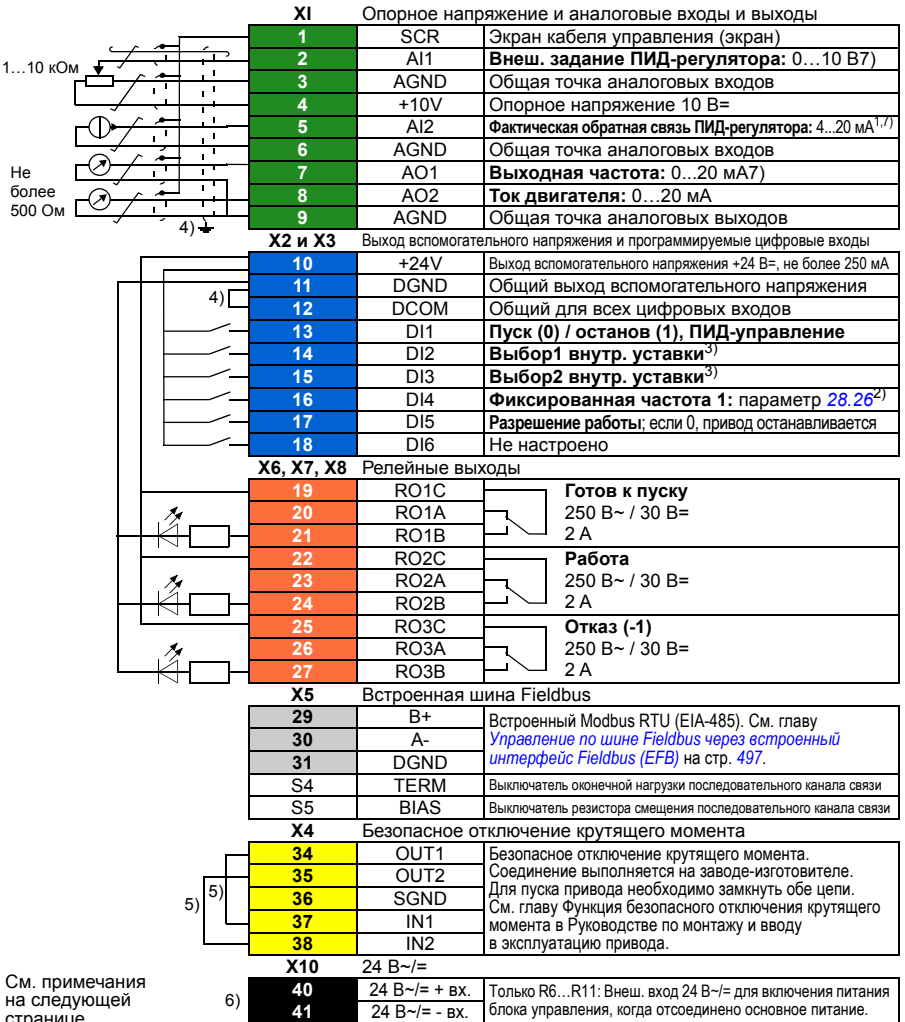 XI Опорное напряжение и аналоговые входы и выходы
1 SCR Экран кабеля управления (экран)
1…10 кОм
2 AI1 Внеш. задание ПИД-регулятора: 0…10 В7)
3 AGND Общая точка аналоговых входов
4 +10V Опорное напряжение 10 В=
5 AI2 Фактическая обратная связь ПИД-регулятора: 4...20 мА1,7)
6 AGND Общая точка аналоговых входов
7 AO1 Выходная частота: 0...20 мА7)
Не
более
500 Ом
8 AO2 Ток двигателя: 0…20 мА
9 AGND Общая точка аналоговых выходов
4)
X2 и X3 Выход вспомогательного напряжения и программируемые цифровые входы
10 +24V Выход вспомогательного напряжения +24 В=, не более 250 мА
11 DGND Общий выход вспомогательного напряжения
4)
12 DCOM Общий для всех цифровых входов
13 DI1 Пуск (0) / останов (1), ПИД-управление
14 DI2 Выбор1 внутр. уставки3)
15 DI3 Выбор2 внутр. уставки3)
16 DI4 Фиксированная частота 1: параметр 28.262)
17 DI5 Разрешение работы; если 0, привод останавливается
18 DI6 Не настроено
X6, X7, X8 Релейные выходы
19 RO1C Готов к пуску
20 RO1A 250 В~ / 30 В=
21 RO1B 2 A
22 RO2C Работа
23 RO2A 250 В~ / 30 В=
24 RO2B 2 A
25 RO3C Отказ (-1)
26 RO3A 250 В~ / 30 В=
27 RO3B 2 A
X5 Встроенная шина Fieldbus
29 B+ Встроенный Modbus RTU (EIA-485). См. главу
30 A- Управление по шине Fieldbus через встроенный
31 DGND интерфейс Fieldbus (EFB) на стр. 497.
S4 TERM Выключатель оконечной нагрузки последовательного канала связи
S5 BIAS Выключатель резистора смещения последовательного канала связи
X4 Безопасное отключение крутящего момента
34 OUT1 Безопасное отключение крутящего момента.
35 OUT2 Соединение выполняется на заводе-изготовителе.
5) 5)
36 SGND Для пуска привода необходимо замкнуть обе цепи.
См. главу Функция безопасного отключения крутящего
37 IN1 момента в Руководстве по монтажу и вводу
38 IN2 в эксплуатацию привода.
X10 24 В~/=
См. примечания
на следующей
странице
6)
40 24 В~/= + вх. Только R6…R11: Внеш. вход 24 В~/= для включения питания
41 24 В~/= - вх. блока управления, когда отсоединено основное питание.